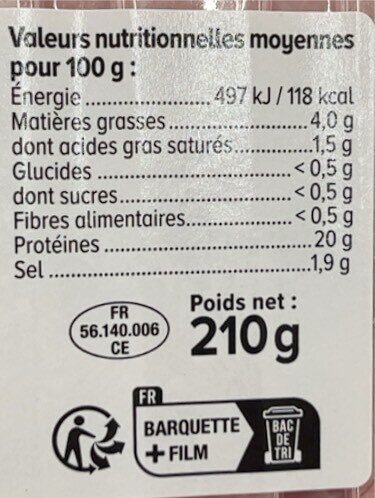 Valeurs nutritionnelles moyennes
pour 100 g :
Énergie .................... 497 kJ / 118 kcal
Matières grasses ....................... 4,0 g
dont acides gras saturés............. 1,5 g
Glucides ................................ < 0,5 g
dont sucres............................ < 0,5 g
Fibres alimentaires................. < 0,5 g
Protéines ................................ 20 g
Sel ......................................... 1,9 g
FR
56.140.006
CE
Poids net :
210g
FR
BARQUETTE
+ FILM
BAC
DE
TRI